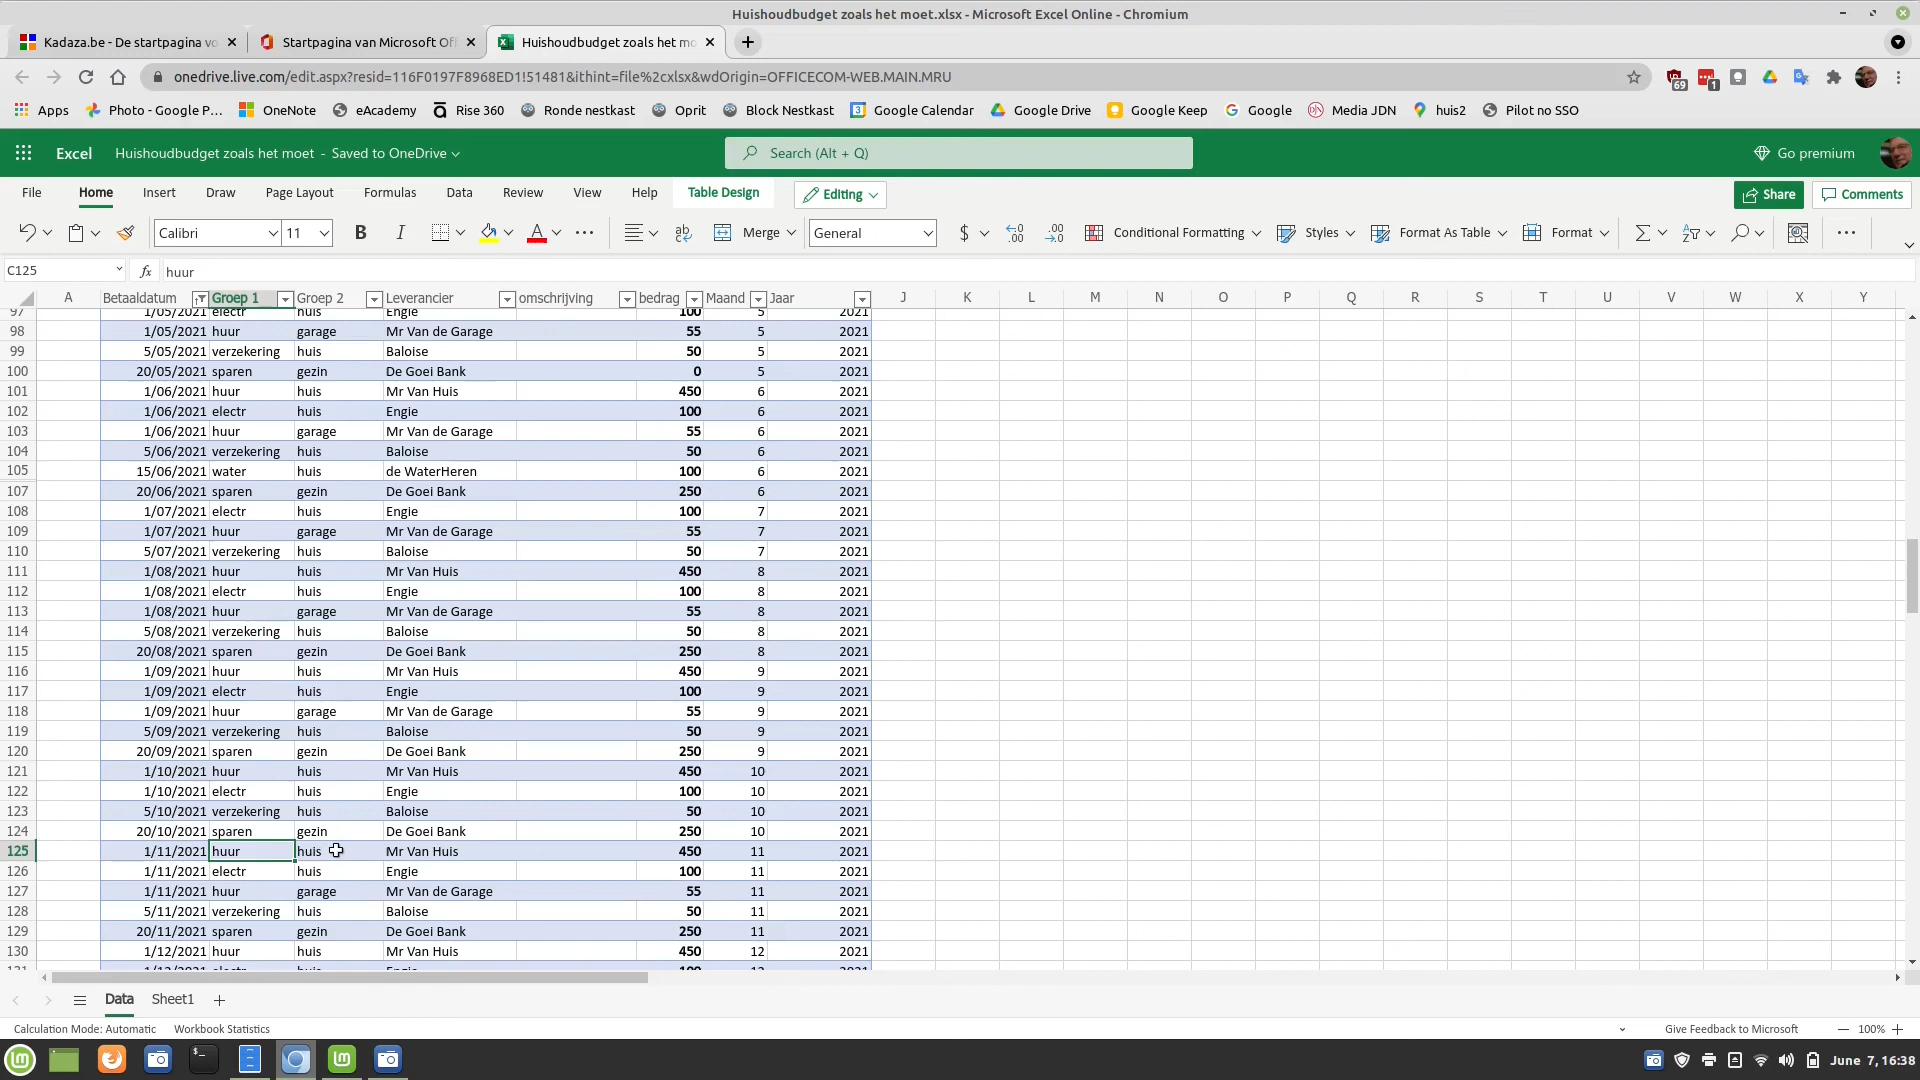 Huishoudbudget zoals het moet.xlsx - Microsoft Excel Online - Chromium
Kadaza.be - De startpagina vo
Startpagina van Microsoft Of
Huishoudbudget zoals het mo
onedrive.live.com/edit.aspx?resid=116F0197F8968ED1!51481&ithint=file%2cxlsx&wdOrigin=OFFICECOM-WEB.MAIN.MRU
69
1
Apps Photo - Google P... OneNote eAcademy Rise 360 Ronde nestkast Oprit Block Nestkast Google Calendar Google Drive Google Keep Google Media JDN huis2 Pilot no SSO
Excel Huishoudbudget zoals het moet - Saved to OneDrive Search (Alt + Q) Go premium
File Home Insert Draw Page Layout Formulas Data Review View Help Table Design Editing Share Comments
Calibri 11 B I A ab Merge General $ .00 .00 Conditional Formatting Styles Format As Table Format
C125 fx huur
A Betaaldatum Groep 1 Groep 2 Leverancier omschrijving bedrag Maand Jaar J K L M N O P Q R S T U V W X Y
97 1/05/2021 electr huis Engie 100 5 2021
98 1/05/2021 huur garage Mr Van de Garage 55 5 2021
99 5/05/2021 verzekering huis Baloise 50 5 2021
100 20/05/2021 sparen gezin De Goei Bank 0 5 2021
101 1/06/2021 huur huis Mr Van Huis 450 6 2021
102 1/06/2021 electr huis Engie 100 6 2021
103 1/06/2021 huur garage Mr Van de Garage 55 6 2021
104 5/06/2021 verzekering huis Baloise 50 6 2021
105 15/06/2021 water huis de WaterHeren 100 6 2021
107 20/06/2021 sparen gezin De Goei Bank 250 6 2021
108 1/07/2021 electr huis Engie 100 7 2021
109 1/07/2021 huur garage Mr Van de Garage 55 7 2021
110 5/07/2021 verzekering huis Baloise 50 7 2021
111 1/08/2021 huur huis Mr Van Huis 450 8 2021
112 1/08/2021 electr huis Engie 100 8 2021
113 1/08/2021 huur garage Mr Van de Garage 55 8 2021
114 5/08/2021 verzekering huis Baloise 50 8 2021
115 20/08/2021 sparen gezin De Goei Bank 250 8 2021
116 1/09/2021 huur huis Mr Van Huis 450 9 2021
117 1/09/2021 electr huis Engie 100 9 2021
118 1/09/2021 huur garage Mr Van de Garage 55 9 2021
119 5/09/2021 verzekering huis Baloise 50 9 2021
120 20/09/2021 sparen gezin De Goei Bank 250 9 2021
121 1/10/2021 huur huis Mr Van Huis 450 10 2021
122 1/10/2021 electr huis Engie 100 10 2021
123 5/10/2021 verzekering huis Baloise 50 10 2021
124 20/10/2021 sparen gezin De Goei Bank 250 10 2021
125 1/11/2021 huur huis Mr Van Huis 450 11 2021
126 1/11/2021 electr huis Engie 100 11 2021
127 1/11/2021 huur garage Mr Van de Garage 55 11 2021
128 5/11/2021 verzekering huis Baloise 50 11 2021
129 20/11/2021 sparen gezin De Goei Bank 250 11 2021
130 1/12/2021 huur huis Mr Van Huis 450 12 2021
131 1/12/2021 electr huis Engie 100 12 2021
Data Sheet1
Calculation Mode: Automatic Workbook Statistics Give Feedback to Microsoft 100%
June 7, 16:38